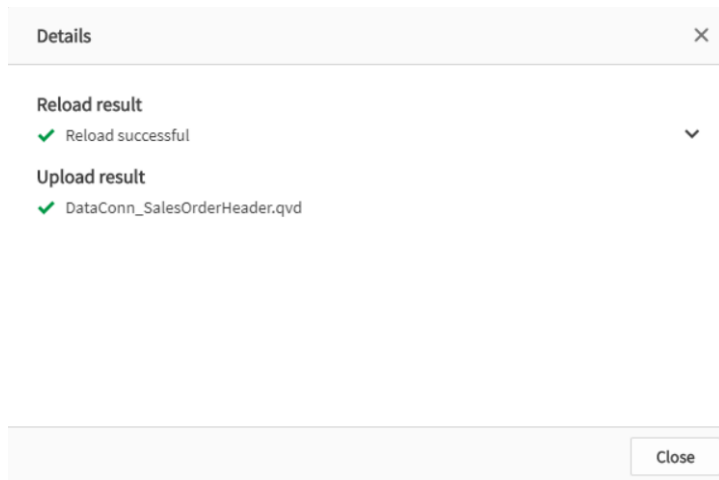 Details
Reload result
Reload successful
Upload result
DataConn_SalesOrderHeader.qvd
Close